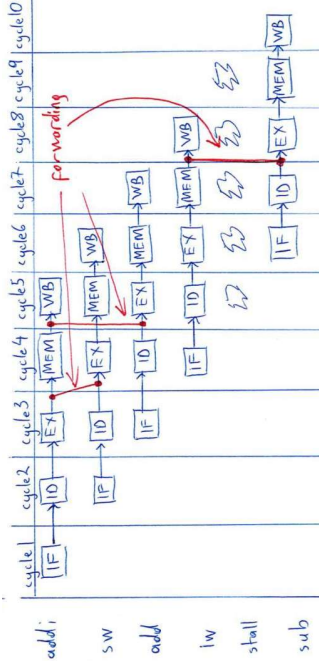 cycle1 cycle2 cycle3 cycle4 cycle5 cycle6 cycle7 cycle8 cycle9 cycle10
forwarding
addi IF ID EX MEM WB
sw IF ID EX MEM WB
add IF ID EX MEM WB
iw IF ID EX MEM WB
stall
sub IF ID EX MEM WB